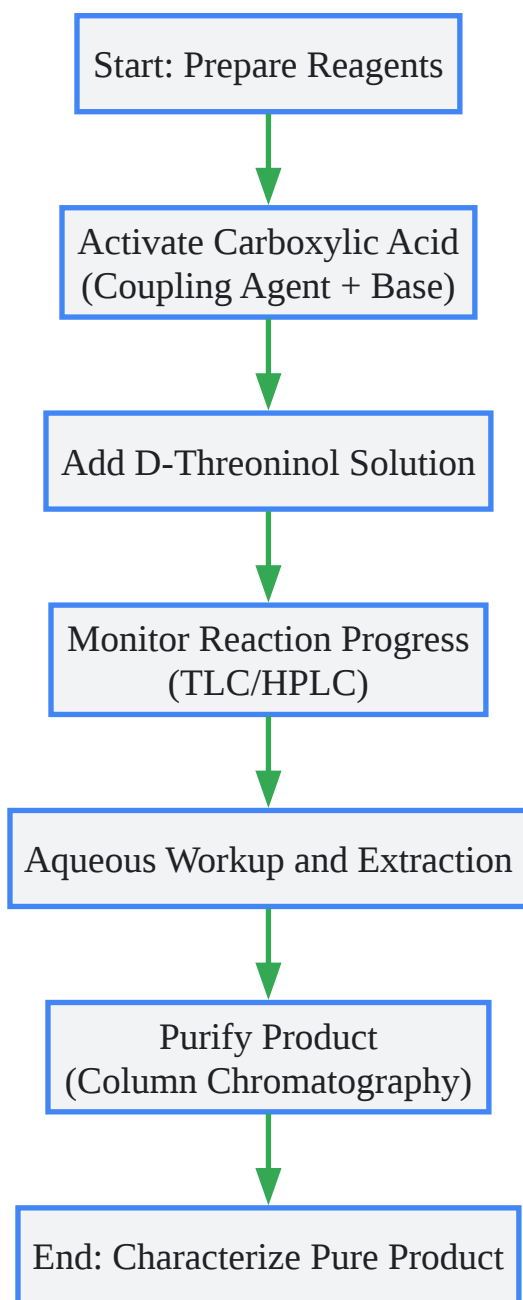 Start: Prepare Reagents
Activate Carboxylic Acid
(Coupling Agent + Base)
Add D-Threoninol Solution
Monitor Reaction Progress
(TLC/HPLC)
Aqueous Workup and Extraction
Purify Product
(Column Chromatography)
End: Characterize Pure Product